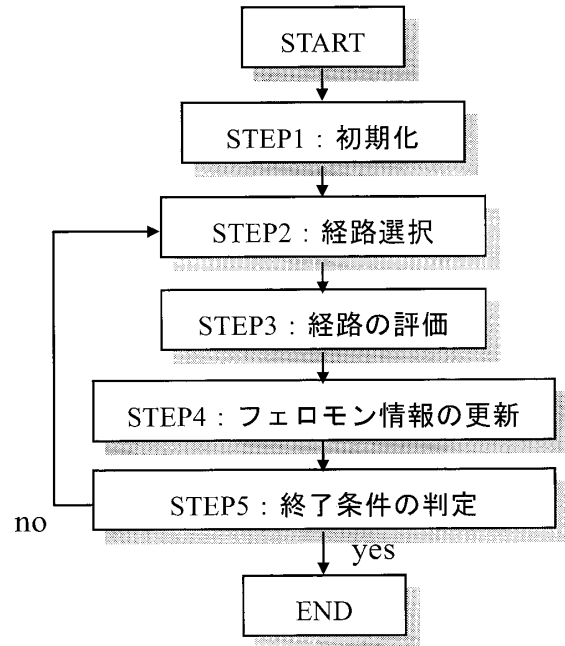 START
STEP1：初期化
STEP2：経路選択
STEP3：経路の評価
STEP4：フェロモン情報の更新
STEP5：終了条件の判定
no
yes
END